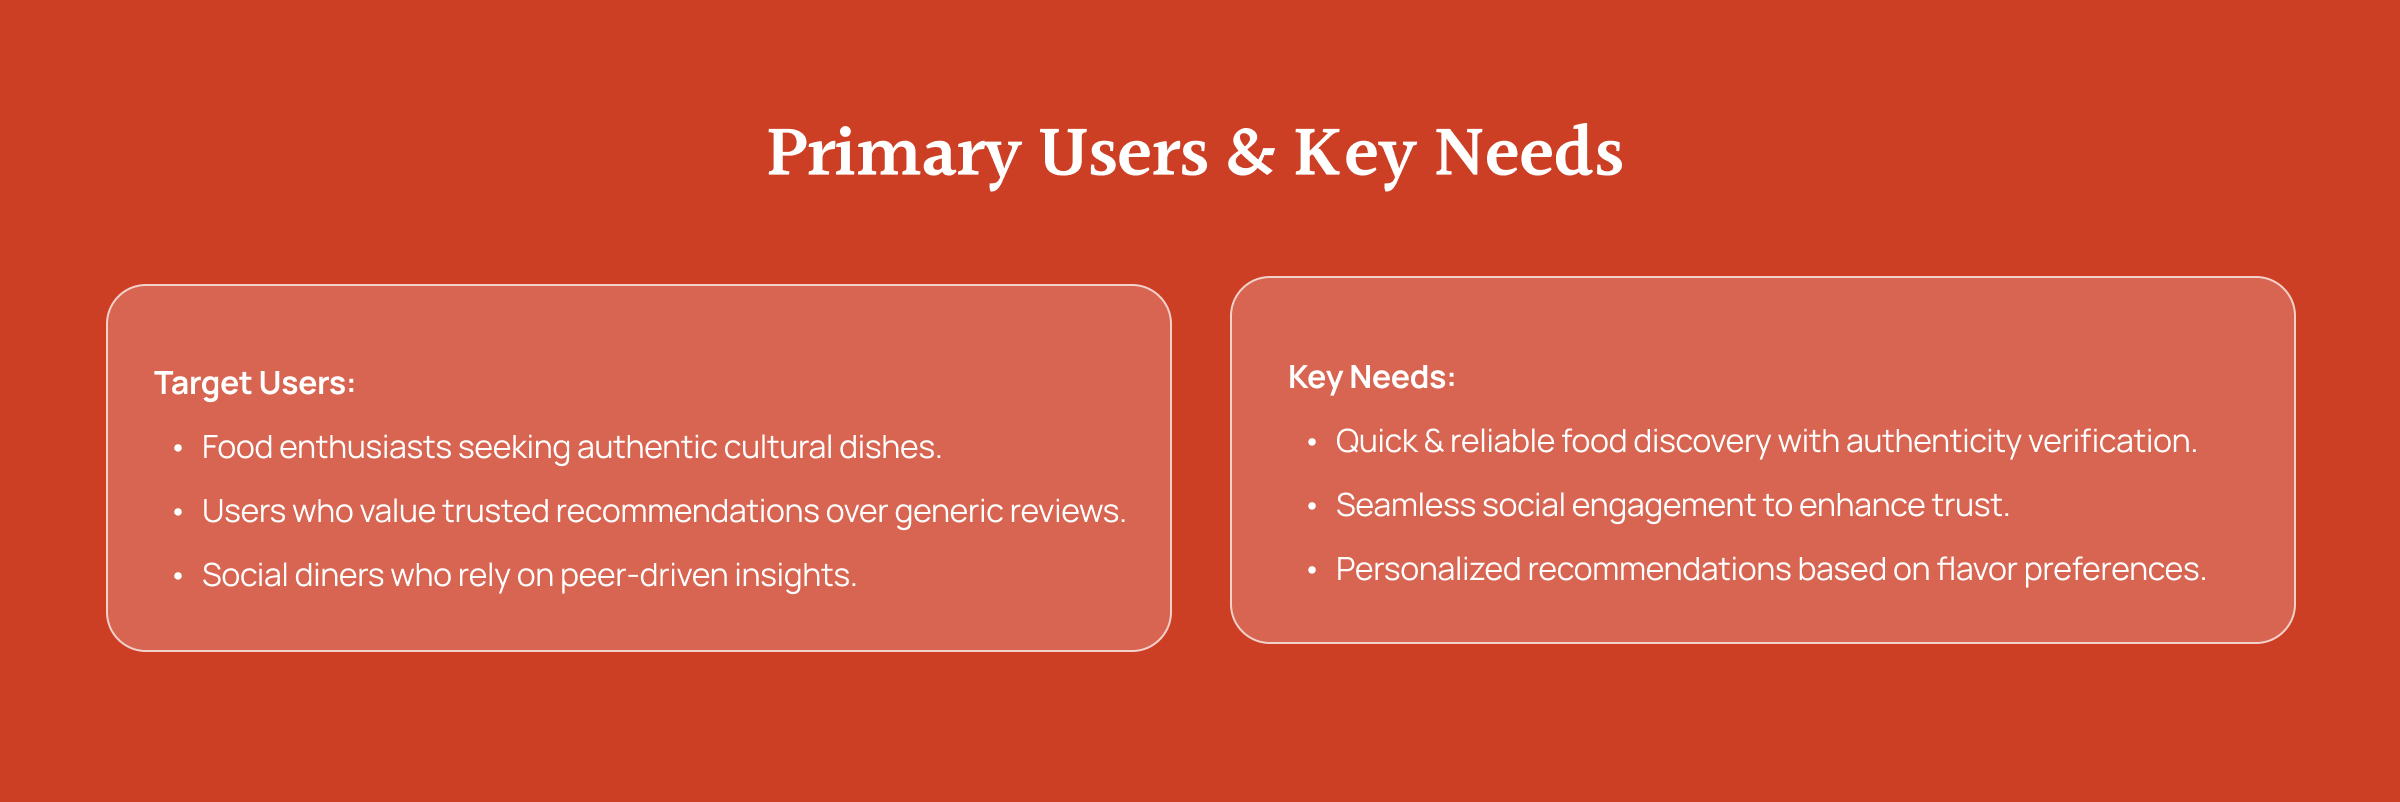 Primary Users & Key Needs
Target Users:
• Food enthusiasts seeking authentic cultural dishes.
• Users who value trusted recommendations over generic reviews.
• Social diners who rely on peer-driven insights.
Key Needs:
• Quick & reliable food discovery with authenticity verification.
• Seamless social engagement to enhance trust.
• Personalized recommendations based on flavor preferences.